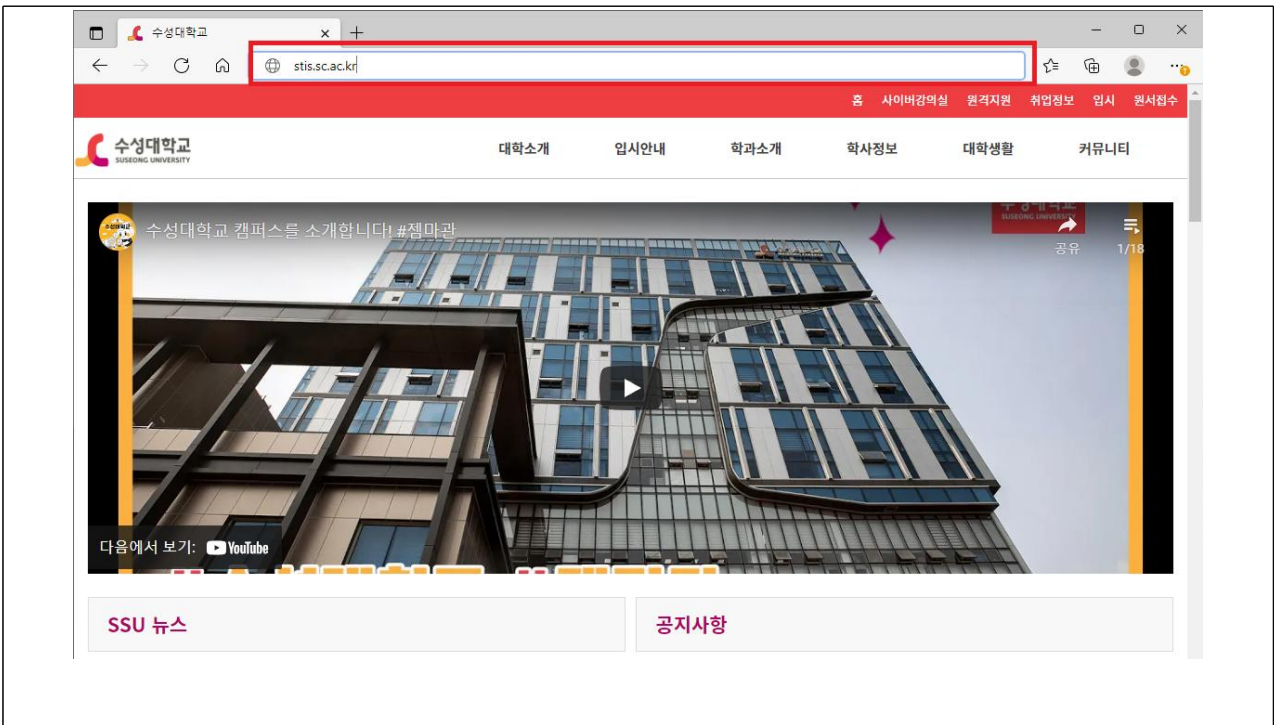 수성대학교
stis.sc.ac.kr
홈 사이버강의실 원격지원 취업정보 입시 원서접수
수성대학교
SUSEONG UNIVERSITY
대학소개 입시안내 학과소개 학사정보 대학생활 커뮤니티
수성대학교 캠퍼스를 소개합니다! #젬마관
공유 1/18
다음에서 보기: YouTube
SSU 뉴스 공지사항